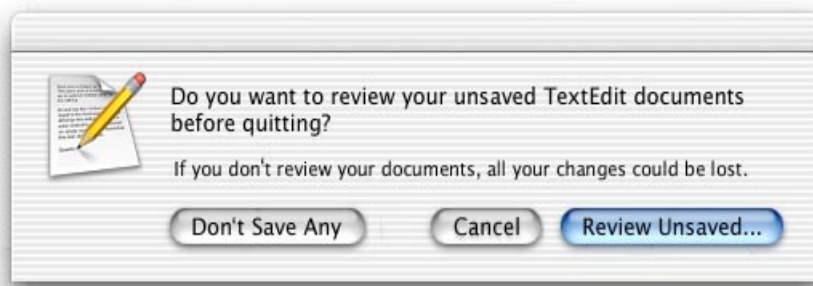 Do you want to review your unsaved TextEdit documents
before quitting?
If you don't review your documents, all your changes could be lost.
Don't Save Any
Cancel
Review Unsaved...